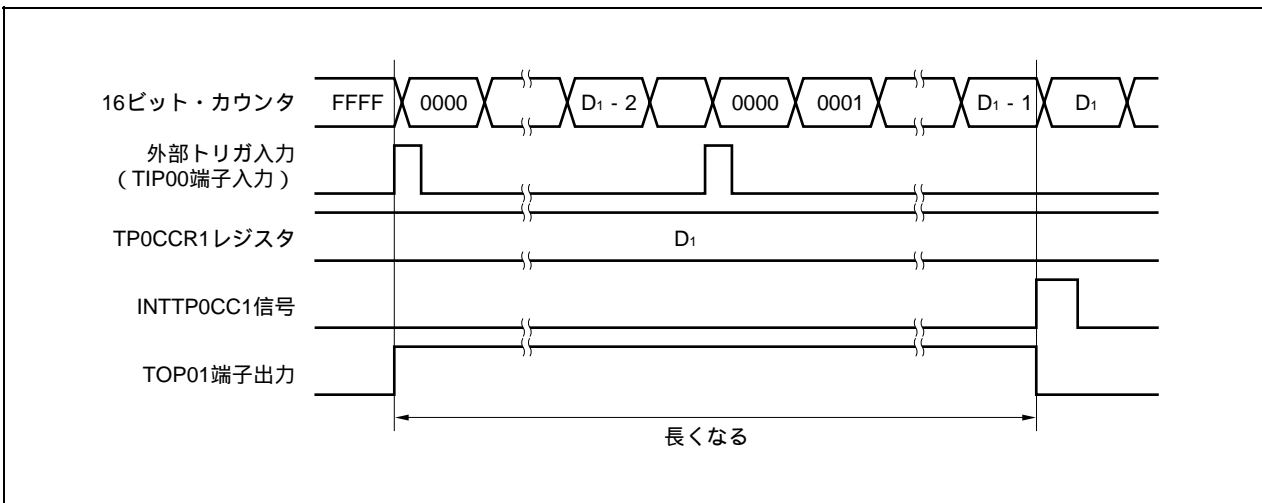 16ビット・カウンタ FFFF 0000 D1 - 2 0000 0001 D1 - 1 D1
外部トリガ入力
（TIP00端子入力）
TP0CCR1レジスタ D1
INTTP0CC1信号
TOP01端子出力
長くなる